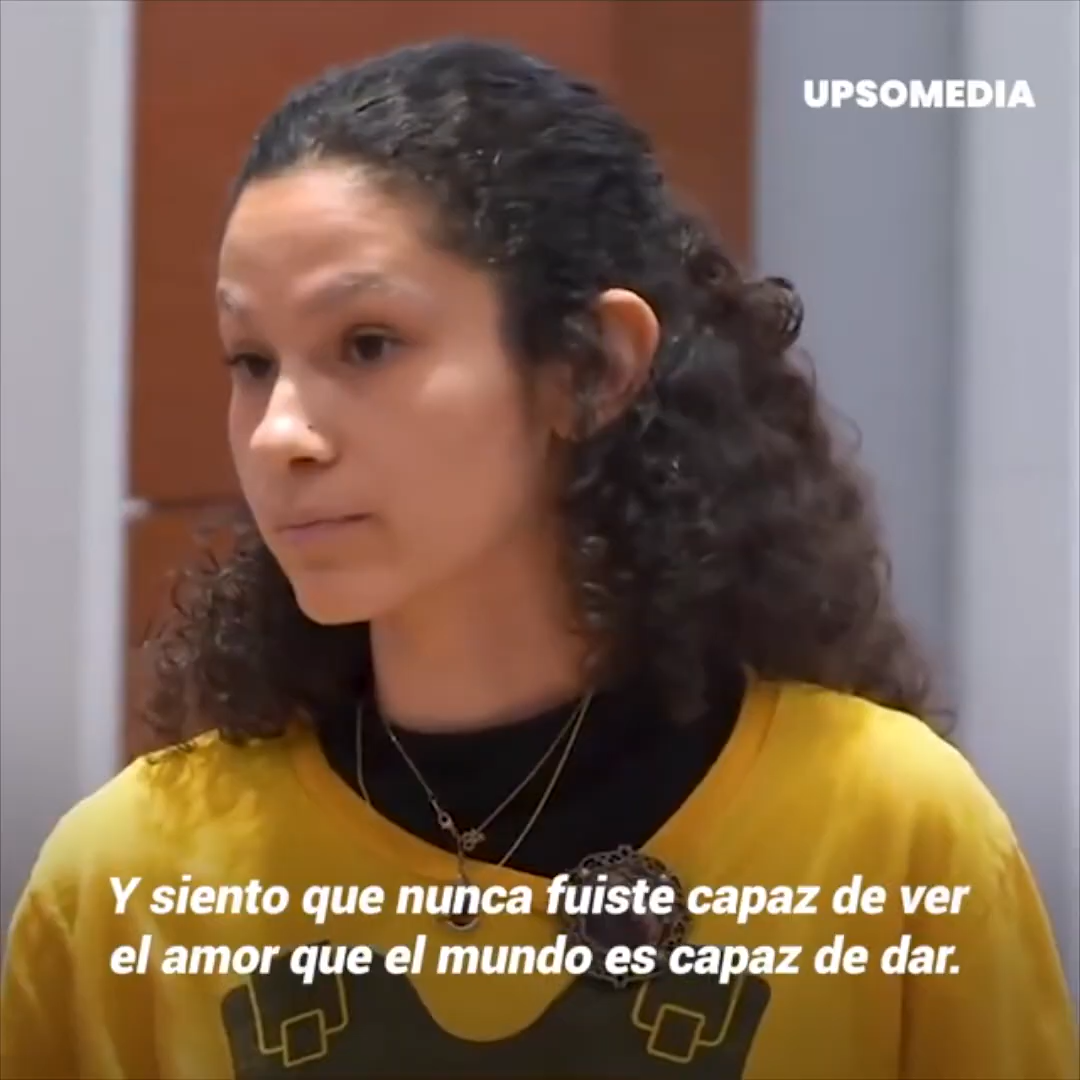 UPSOMEDIA
Y siento que nunca fuiste capaz de ver
el amor que el mundo es capaz de dar.